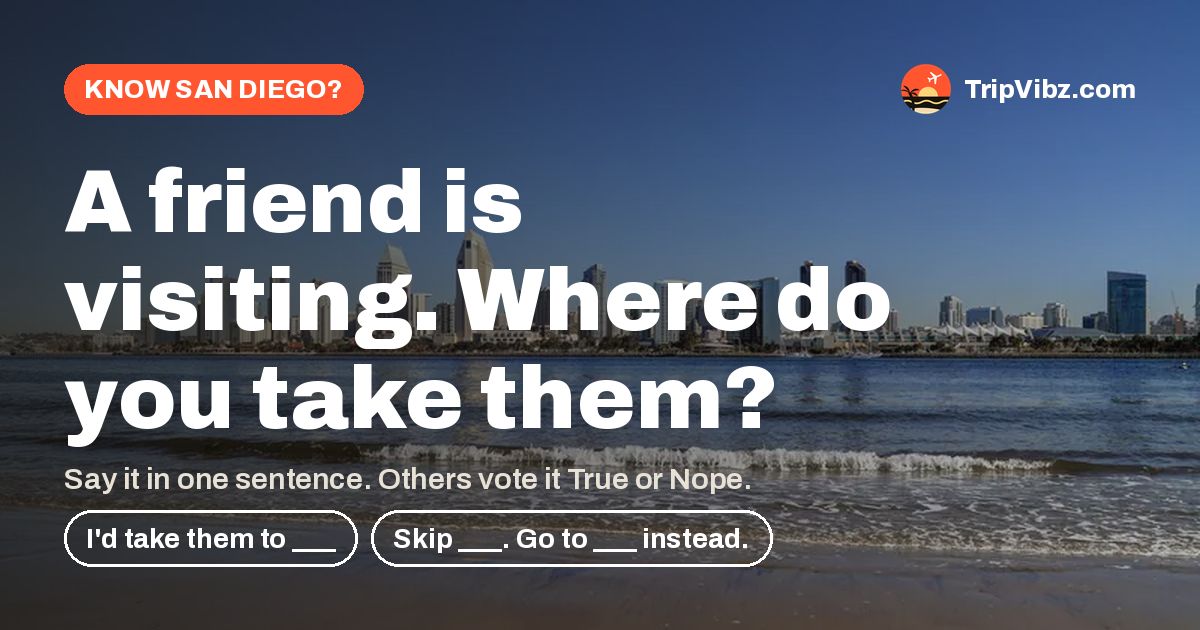 KNOW SAN DIEGO?
TripVibz.com
A friend is
visiting. Where do
you take them?
Say it in one sentence. Others vote it True or Nope.
I'd take them to ___
Skip ___. Go to ___ instead.